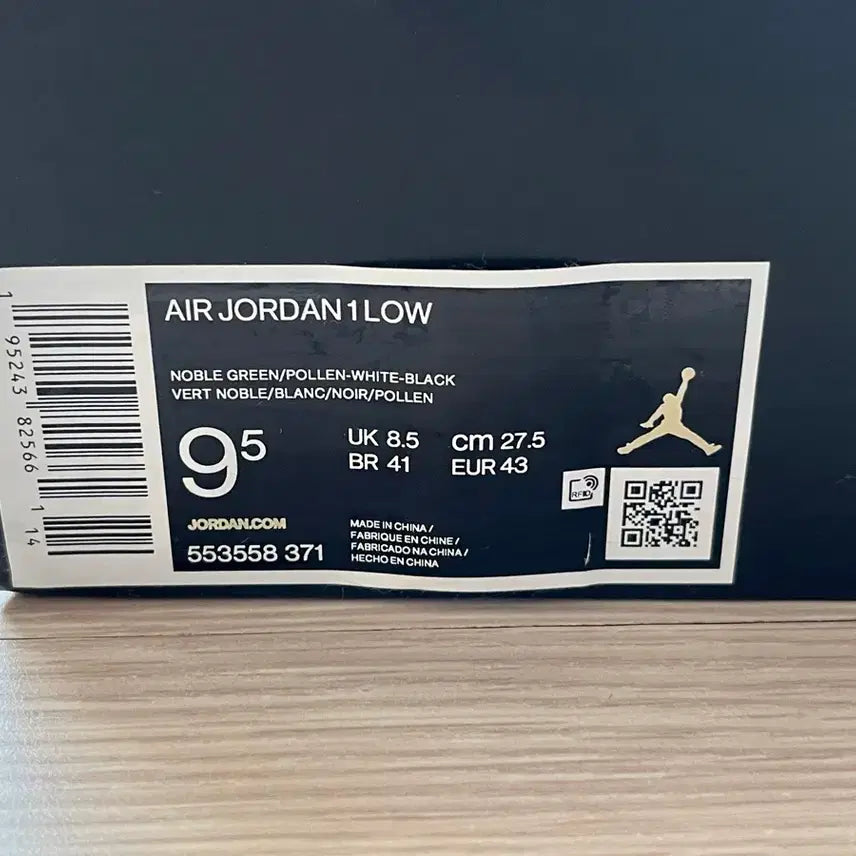 AIR JORDAN 1 LOW
NOBLE GREEN/POLLEN-WHITE-BLACK
VERT NOBLE/BLANC/NOIR/POLLEN
95
UK 8.5 cm 27.5
BR 41 EUR 43
RFID
JORDAN.COM
553558 371
MADE IN CHINA /
FABRIQUE EN CHINE /
FABRICADO NA CHINA /
HECHO EN CHINA
1 95243 82566 1 14